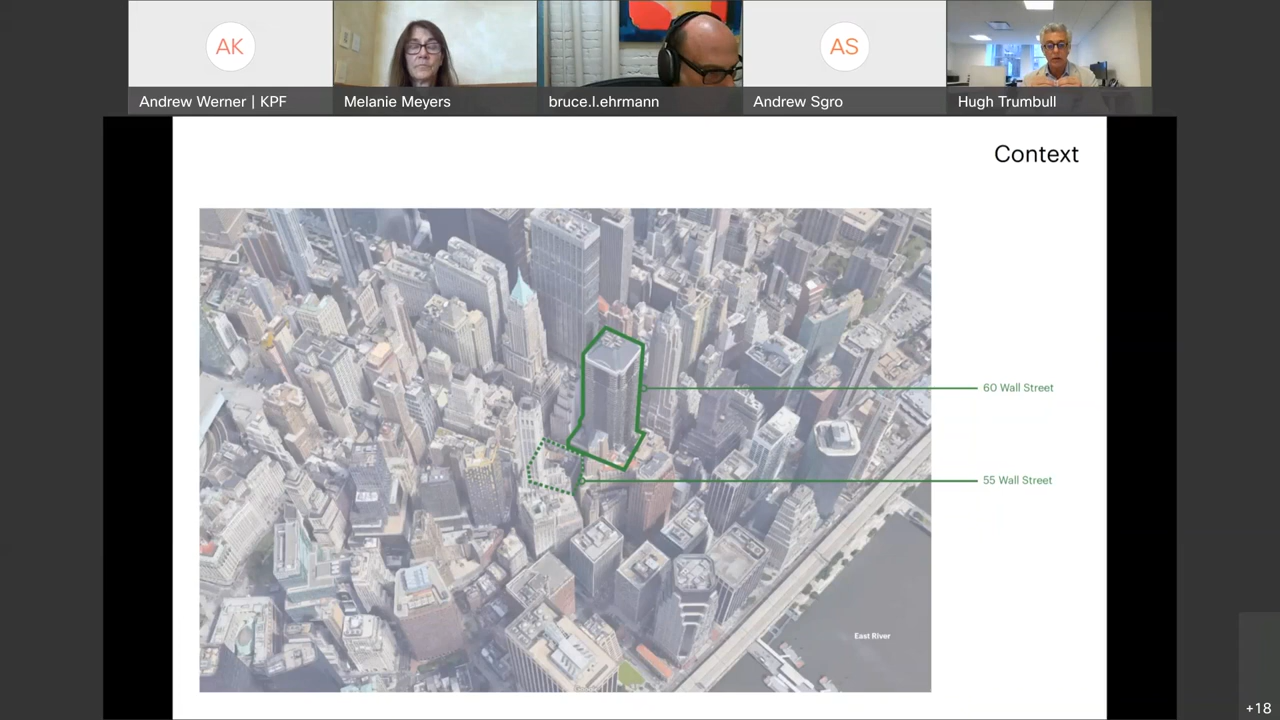 AK
AS
Andrew Werner | KPF
Melanie Meyers
bruce.l.ehrmann
Andrew Sgro
Hugh Trumbull
Context
60 Wall Street
55 Wall Street
East River
+18